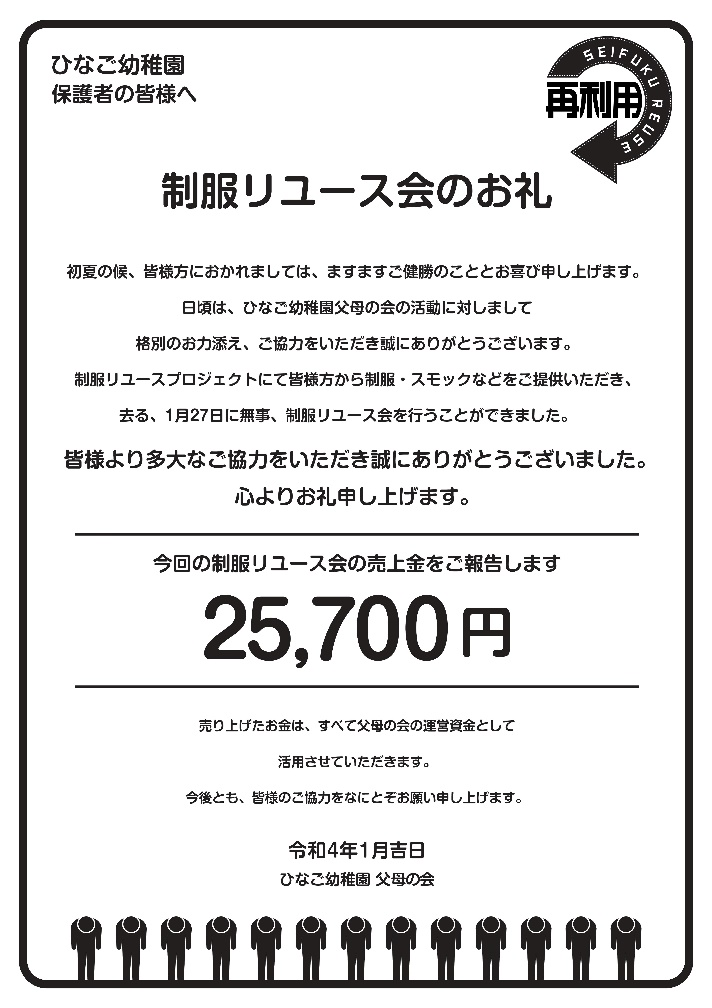 ひなご幼稚園
保護者の皆様へ
SEIFUKU REUSE
再利用
制服リユース会のお礼
初夏の候、皆様方におかれましては、ますますご健勝のこととお喜び申し上げます。
日頃は、ひなご幼稚園父母の会の活動に対しまして
格別のお力添え、ご協力をいただき誠にありがとうございます。
制服リユースプロジェクトにて皆様方から制服・スモックなどをご提供いただき、
去る、1月27日に無事、制服リユース会を行うことができました。
皆様より多大なご協力をいただき誠にありがとうございました。
心よりお礼申し上げます。
今回の制服リユース会の売上金をご報告します
25,700円
売り上げたお金は、すべて父母の会の運営資金として
活用させていただきます。
今後とも、皆様のご協力をなにとぞお願い申し上げます。
令和4年1月吉日
ひなご幼稚園 父母の会